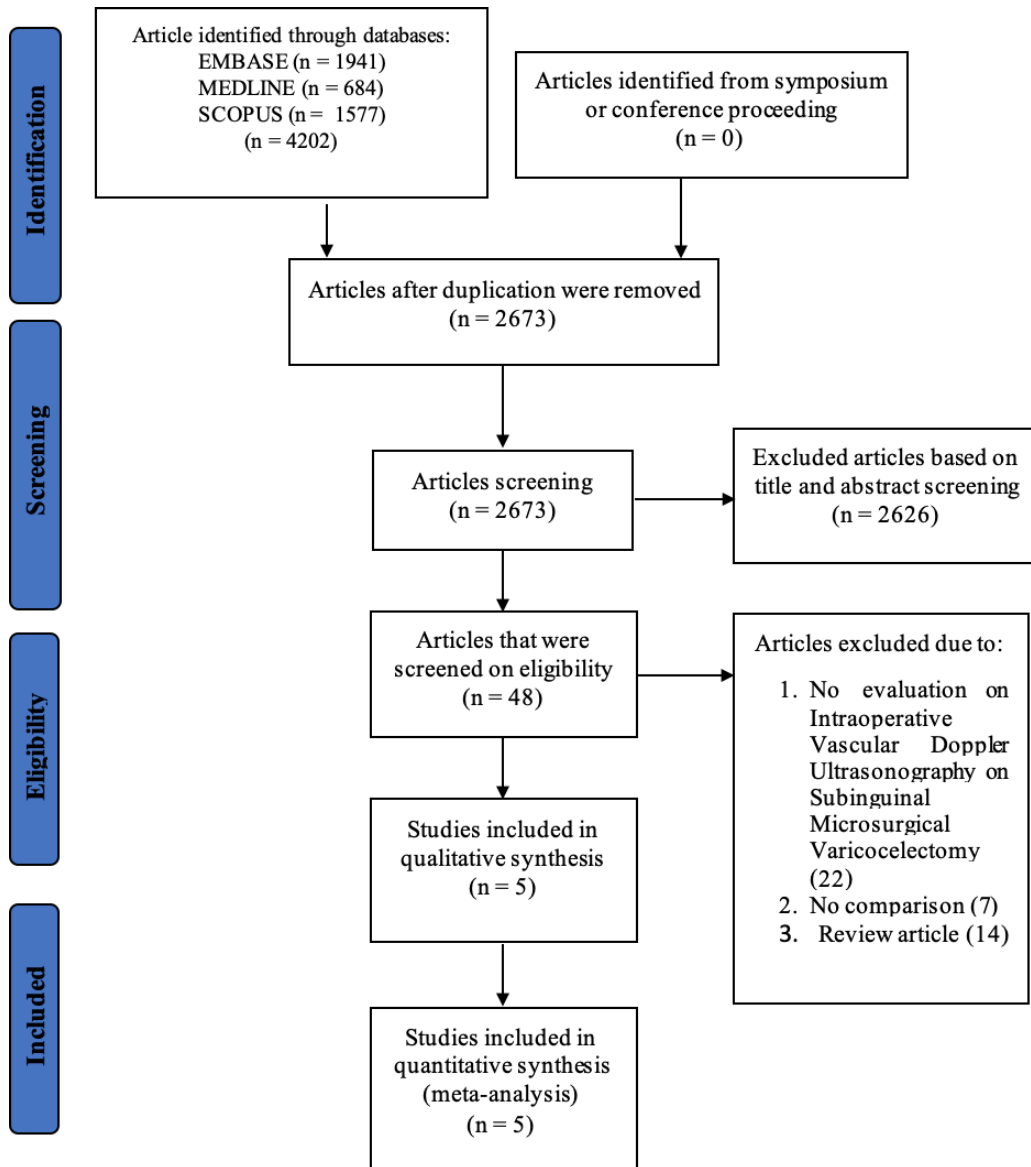 Identification
Article identified through databases:
EMBASE (n = 1941)
MEDLINE (n = 684)
SCOPUS (n = 1577)
(n = 4202)
Articles identified from symposium
or conference proceeding
(n = 0)
Articles after duplication were removed
(n = 2673)
Screening
Articles screening
(n = 2673)
Excluded articles based on
title and abstract screening
(n = 2626)
Eligibility
Articles that were
screened on eligibility
(n = 48)
Articles excluded due to:
1. No evaluation on
Intraoperative
Vascular Doppler
Ultrasonography on
Subinguinal
Microsurgical
Varicocelectomy
(22)
2. No comparison (7)
3. Review article (14)
Studies included in
qualitative synthesis
(n = 5)
Included
Studies included in
quantitative synthesis
(meta-analysis)
(n = 5)